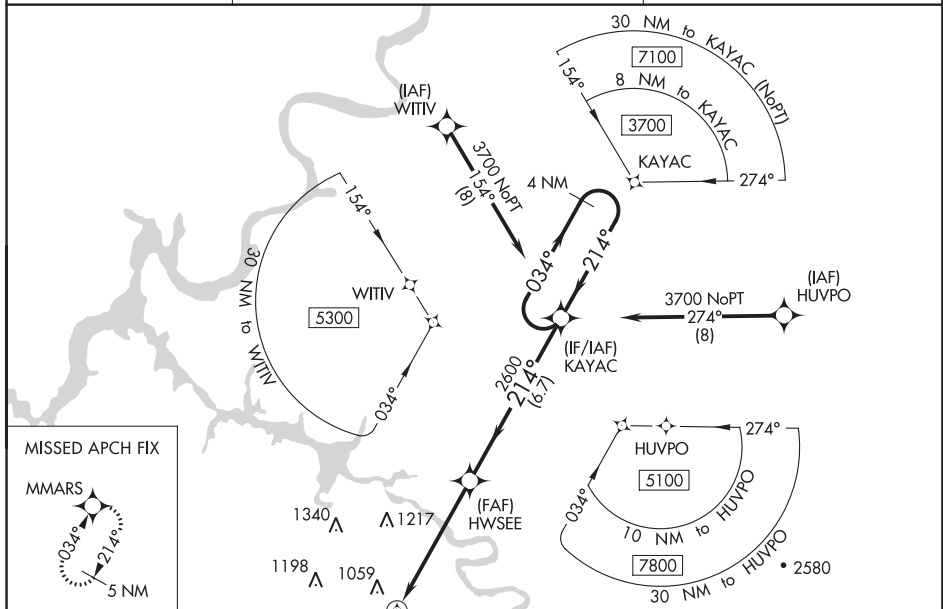 30 NM to KAYAC (NoPT)
7100
154°
8 NM to KAYAC
3700
KAYAC
274°
(IAF)
WITIV
3700 NoPT
154°
(8)
4 NM
034°
214°
154°
30 NM to WITIV
WITIV
5300
034°
(IAF)
HUVPO
3700 NoPT
274°
(8)
(IF/IAF)
KAYAC
2600
214°
(6.7)
274°
HUVPO
5100
034°
10 NM to HUVPO
7800
30 NM to HUVPO
2580
MISSED APCH FIX
MMARS
034°
214°
5 NM
(FAF)
HWSEE
1340
1217
1198
1059